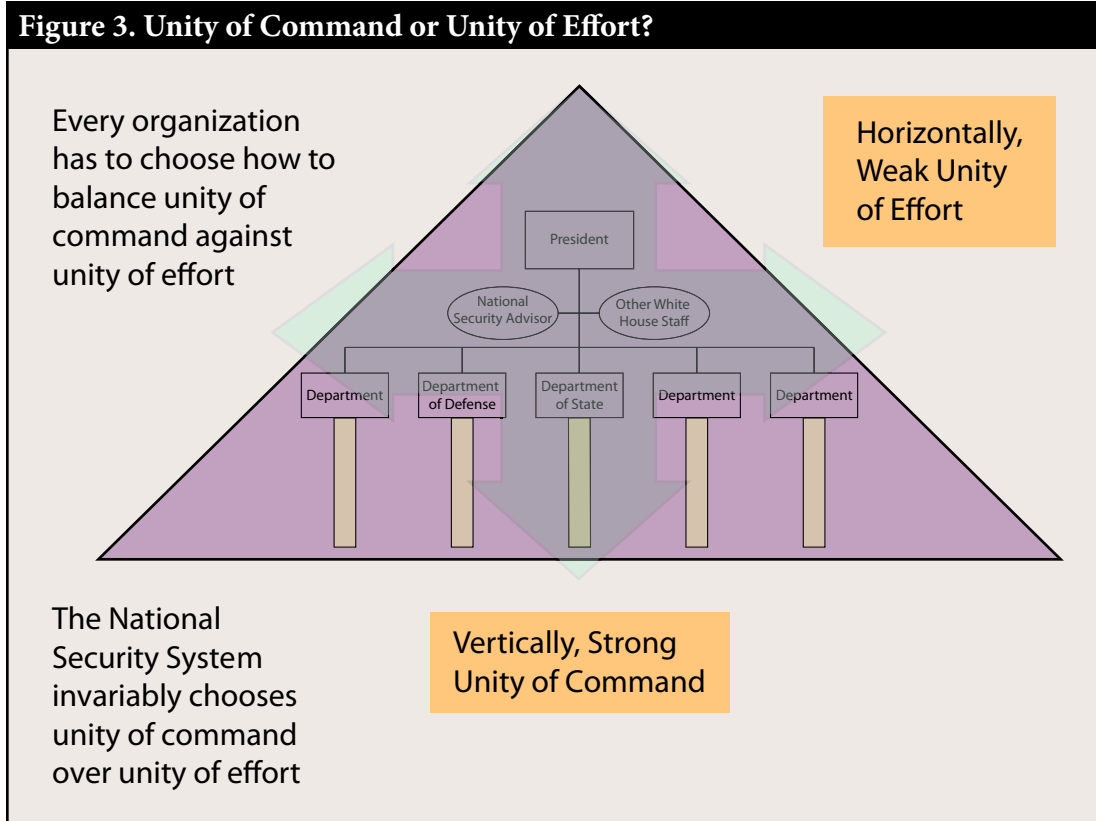 Figure 3. Unity of Command or Unity of Effort?
Every organization
has to choose how to
balance unity of
command against
unity of effort
Horizontally,
Weak Unity
of Effort
President
National
Security Advisor
Other White
House Staff
Department
Department
of Defense
Department
of State
Department
Department
The National
Security System
invariably chooses
unity of command
over unity of effort
Vertically, Strong
Unity of Command